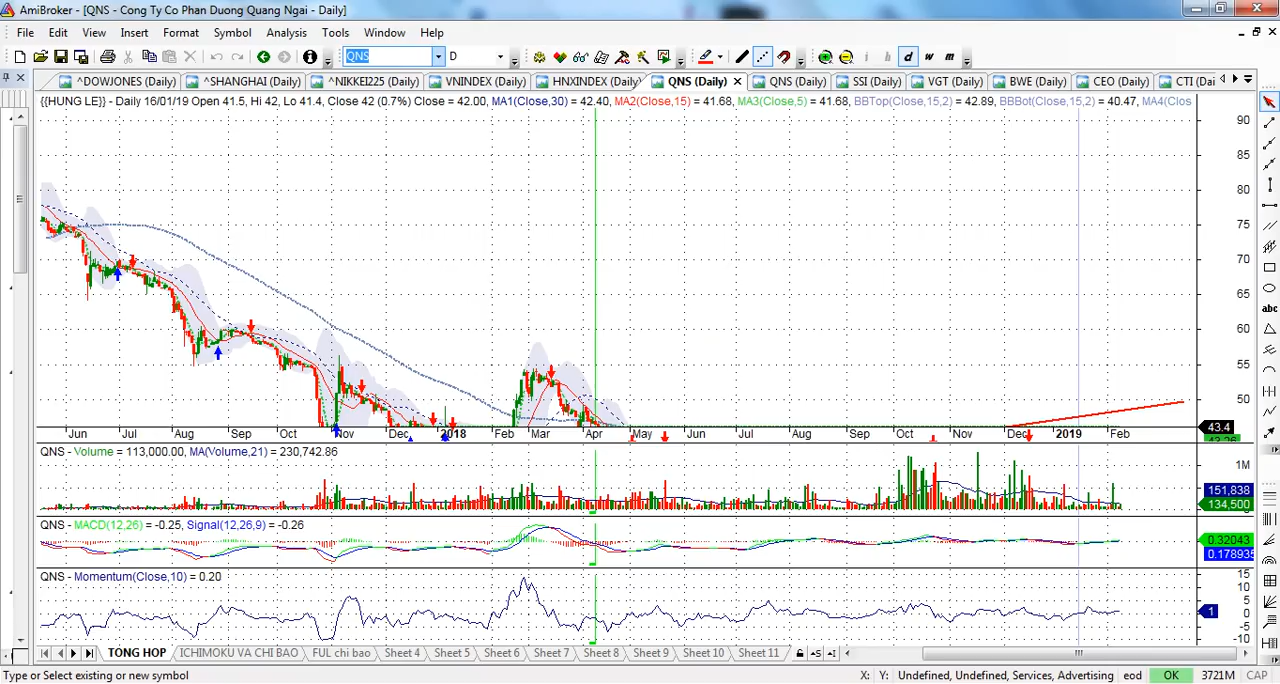 AmiBroker - [QNS - Cong Ty Co Phan Duong Quang Ngai - Daily]
File Edit View Insert Format Symbol Analysis Tools Window Help
QNS D i d w m
^DOWJONES (Daily) ^SHANGHAI (Daily) ^NIKKEI225 (Daily) VNINDEX (Daily) HNXINDEX (Daily) QNS (Daily) QNS (Daily) SSI (Daily) VGT (Daily) BWE (Daily) CEO (Daily) CTI (Dai
{{HUNG LE}} - Daily 16/01/19 Open 41.5, Hi 42, Lo 41.4, Close 42 (0.7%) Close = 42.00, MA1(Close,30) = 42.40, MA2(Close,15) = 41.68, MA3(Close,5) = 41.68, BBTop(Close,15,2) = 42.89, BBBot(Close,15,2) = 40.47, MA4(Clos
90
85
80
75
70
65
60
55
50
43.4
Jun Jul Aug Sep Oct Nov Dec 2018 Feb Mar Apr May Jun Jul Aug Sep Oct Nov Dec 2019 Feb
QNS - Volume = 113,000.00, MA(Volume,21) = 230,742.86
1M
151,838
134,500
QNS - MACD(12,26) = -0.25, Signal(12,26,9) = -0.26
0.32043
0.178935
QNS - Momentum(Close,10) = 0.20
15
10
5
1
0
-5
-10
TONG HOP ICHIMOKU VA CHI BAO FUL chi bao Sheet 4 Sheet 5 Sheet 6 Sheet 7 Sheet 8 Sheet 9 Sheet 10 Sheet 11
Type or Select existing or new symbol X: Y: Undefined, Undefined, Services, Advertising eod OK 3721M CAP
abc